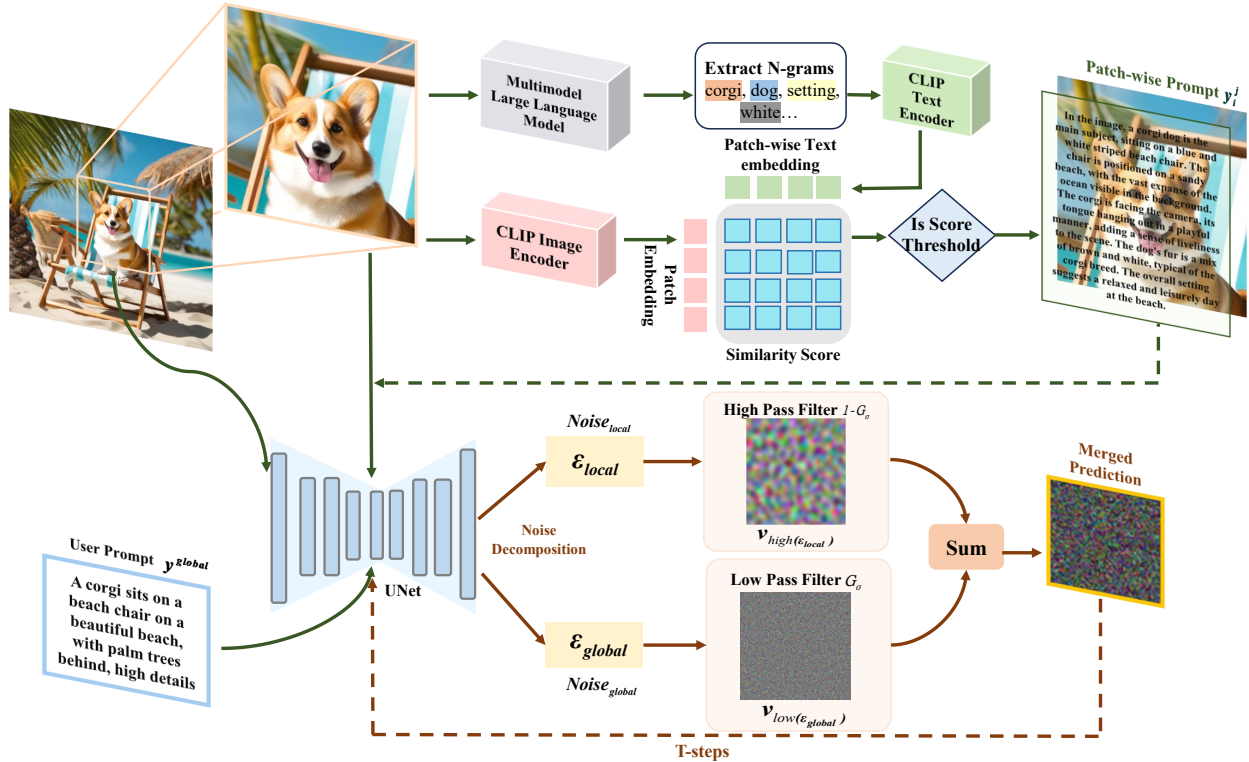 Multimodel
Large Language
Model
Extract N-grams
corgi, dog, setting,
white…
CLIP
Text
Encoder
Patch-wise Prompt y_i^j
In the image, a corgi dog is the
main subject, sitting on a blue and
white striped beach chair. The
chair is positioned on a sandy
beach, with the vast expanse of the
ocean visible in the background.
The corgi is facing the camera, its
tongue hanging out in a playful
manner, adding a sense of liveliness
to the scene. The dog's fur is a mix
of brown and white, typical of the
corgi breed. The overall setting
suggests a relaxed and leisurely day
at the beach.
Patch-wise Text
embedding
CLIP Image
Encoder
Patch
Embedding
Is Score
Threshold
Similarity Score
Noise_local
ε_local
High Pass Filter 1-G_σ
v_high(ε_local)
Merged
Prediction
Noise
Decomposition
Sum
User Prompt y^global
A corgi sits on a
beach chair on a
beautiful beach,
with palm trees
behind, high details
UNet
Low Pass Filter G_σ
ε_global
Noise_global
v_low(ε_global)
T-steps